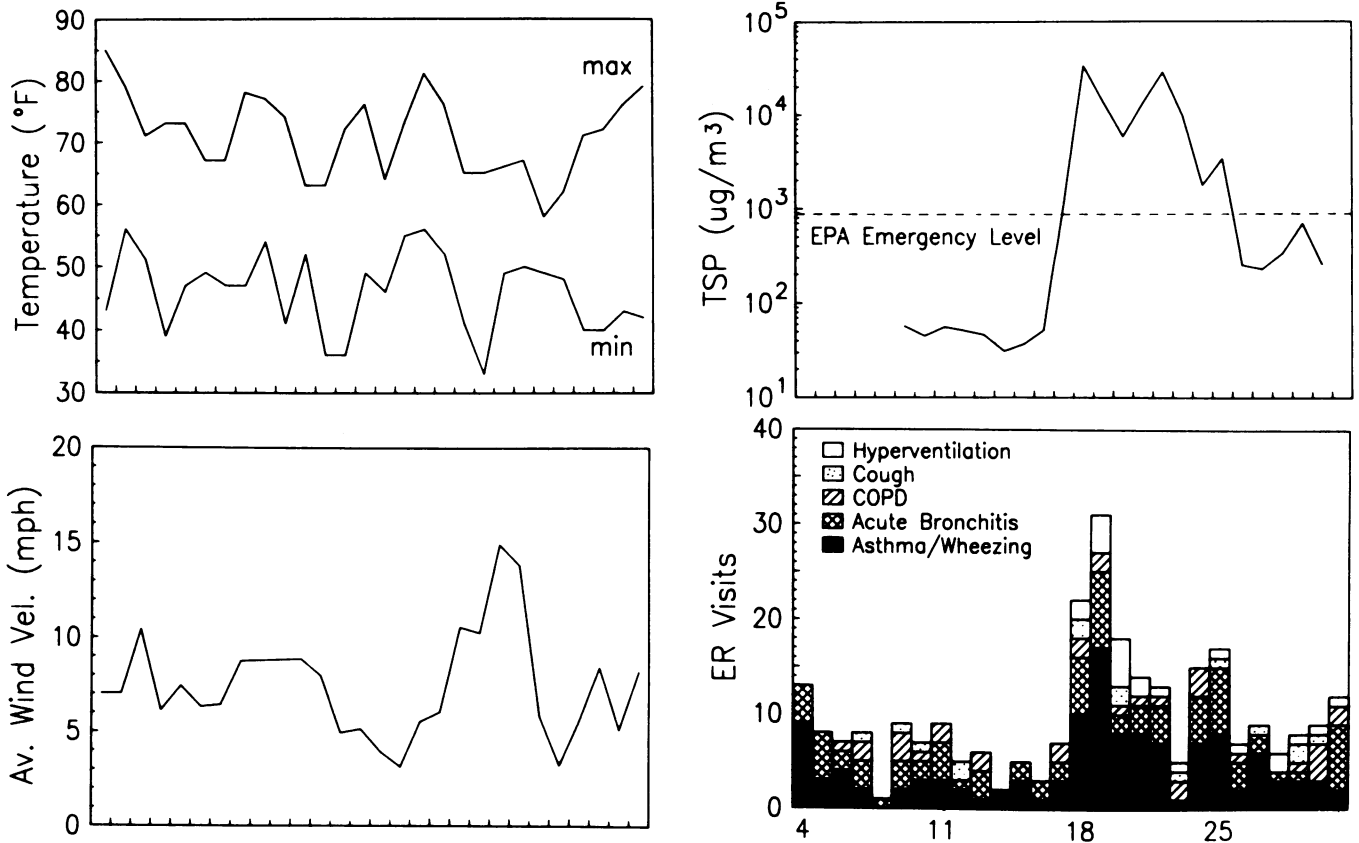 90
80
70
60
50
40
30
Temperature (°F)
max
min
10⁵
10⁴
10³
10²
10¹
TSP (ug/m³)
EPA Emergency Level
20
15
10
5
0
Av. Wind Vel. (mph)
40
30
20
10
0
ER Visits
Hyperventilation
Cough
COPD
Acute Bronchitis
Asthma/Wheezing
4 11 18 25